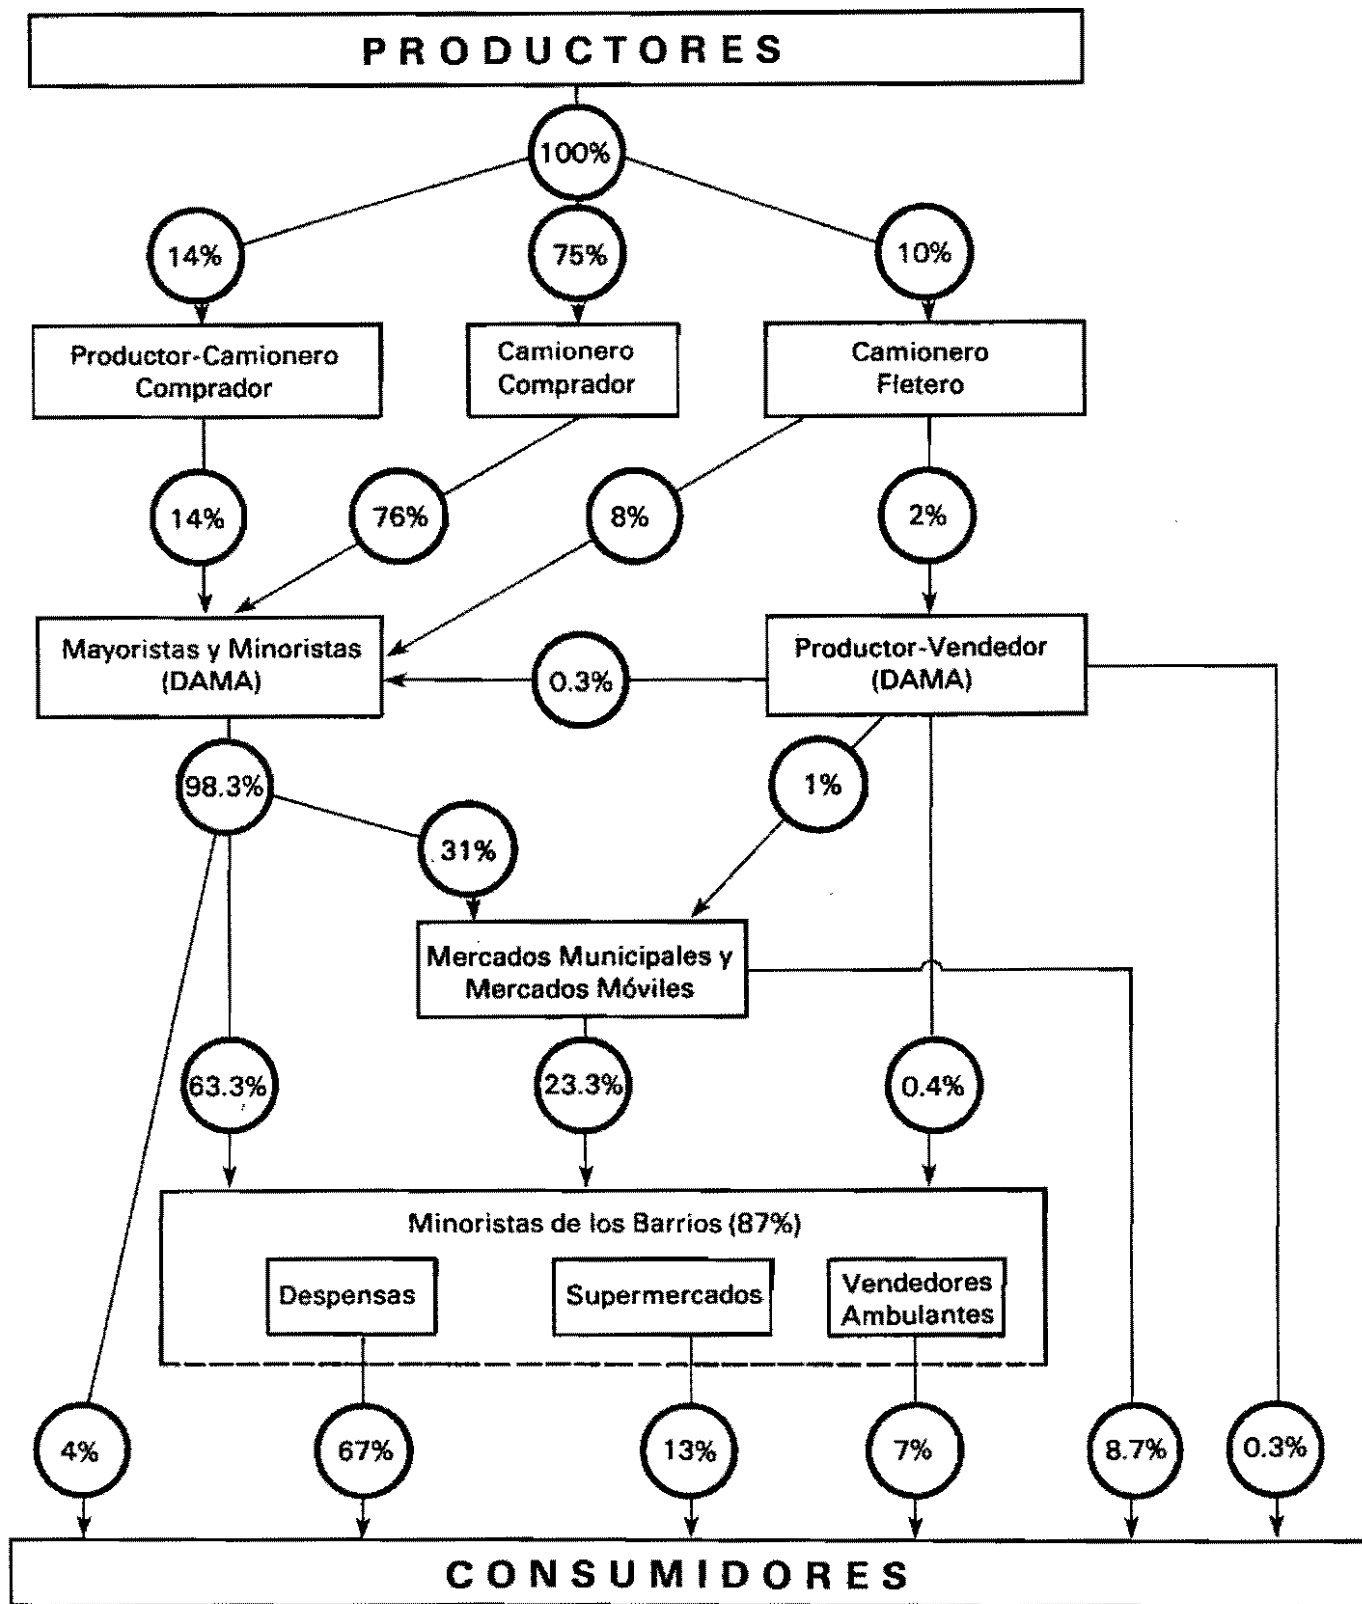 PRODUCTORES
100%
14%
75%
10%
Productor-Camionero
Comprador
Camionero
Comprador
Camionero
Fletero
14%
76%
8%
2%
Mayoristas y Minoristas
(DAMA)
0.3%
Productor-Vendedor
(DAMA)
98.3%
1%
31%
Mercados Municipales y
Mercados Móviles
63.3%
23.3%
0.4%
Minoristas de los Barrios (87%)
Despensas
Supermercados
Vendedores
Ambulantes
4%
67%
13%
7%
8.7%
0.3%
CONSUMIDORES